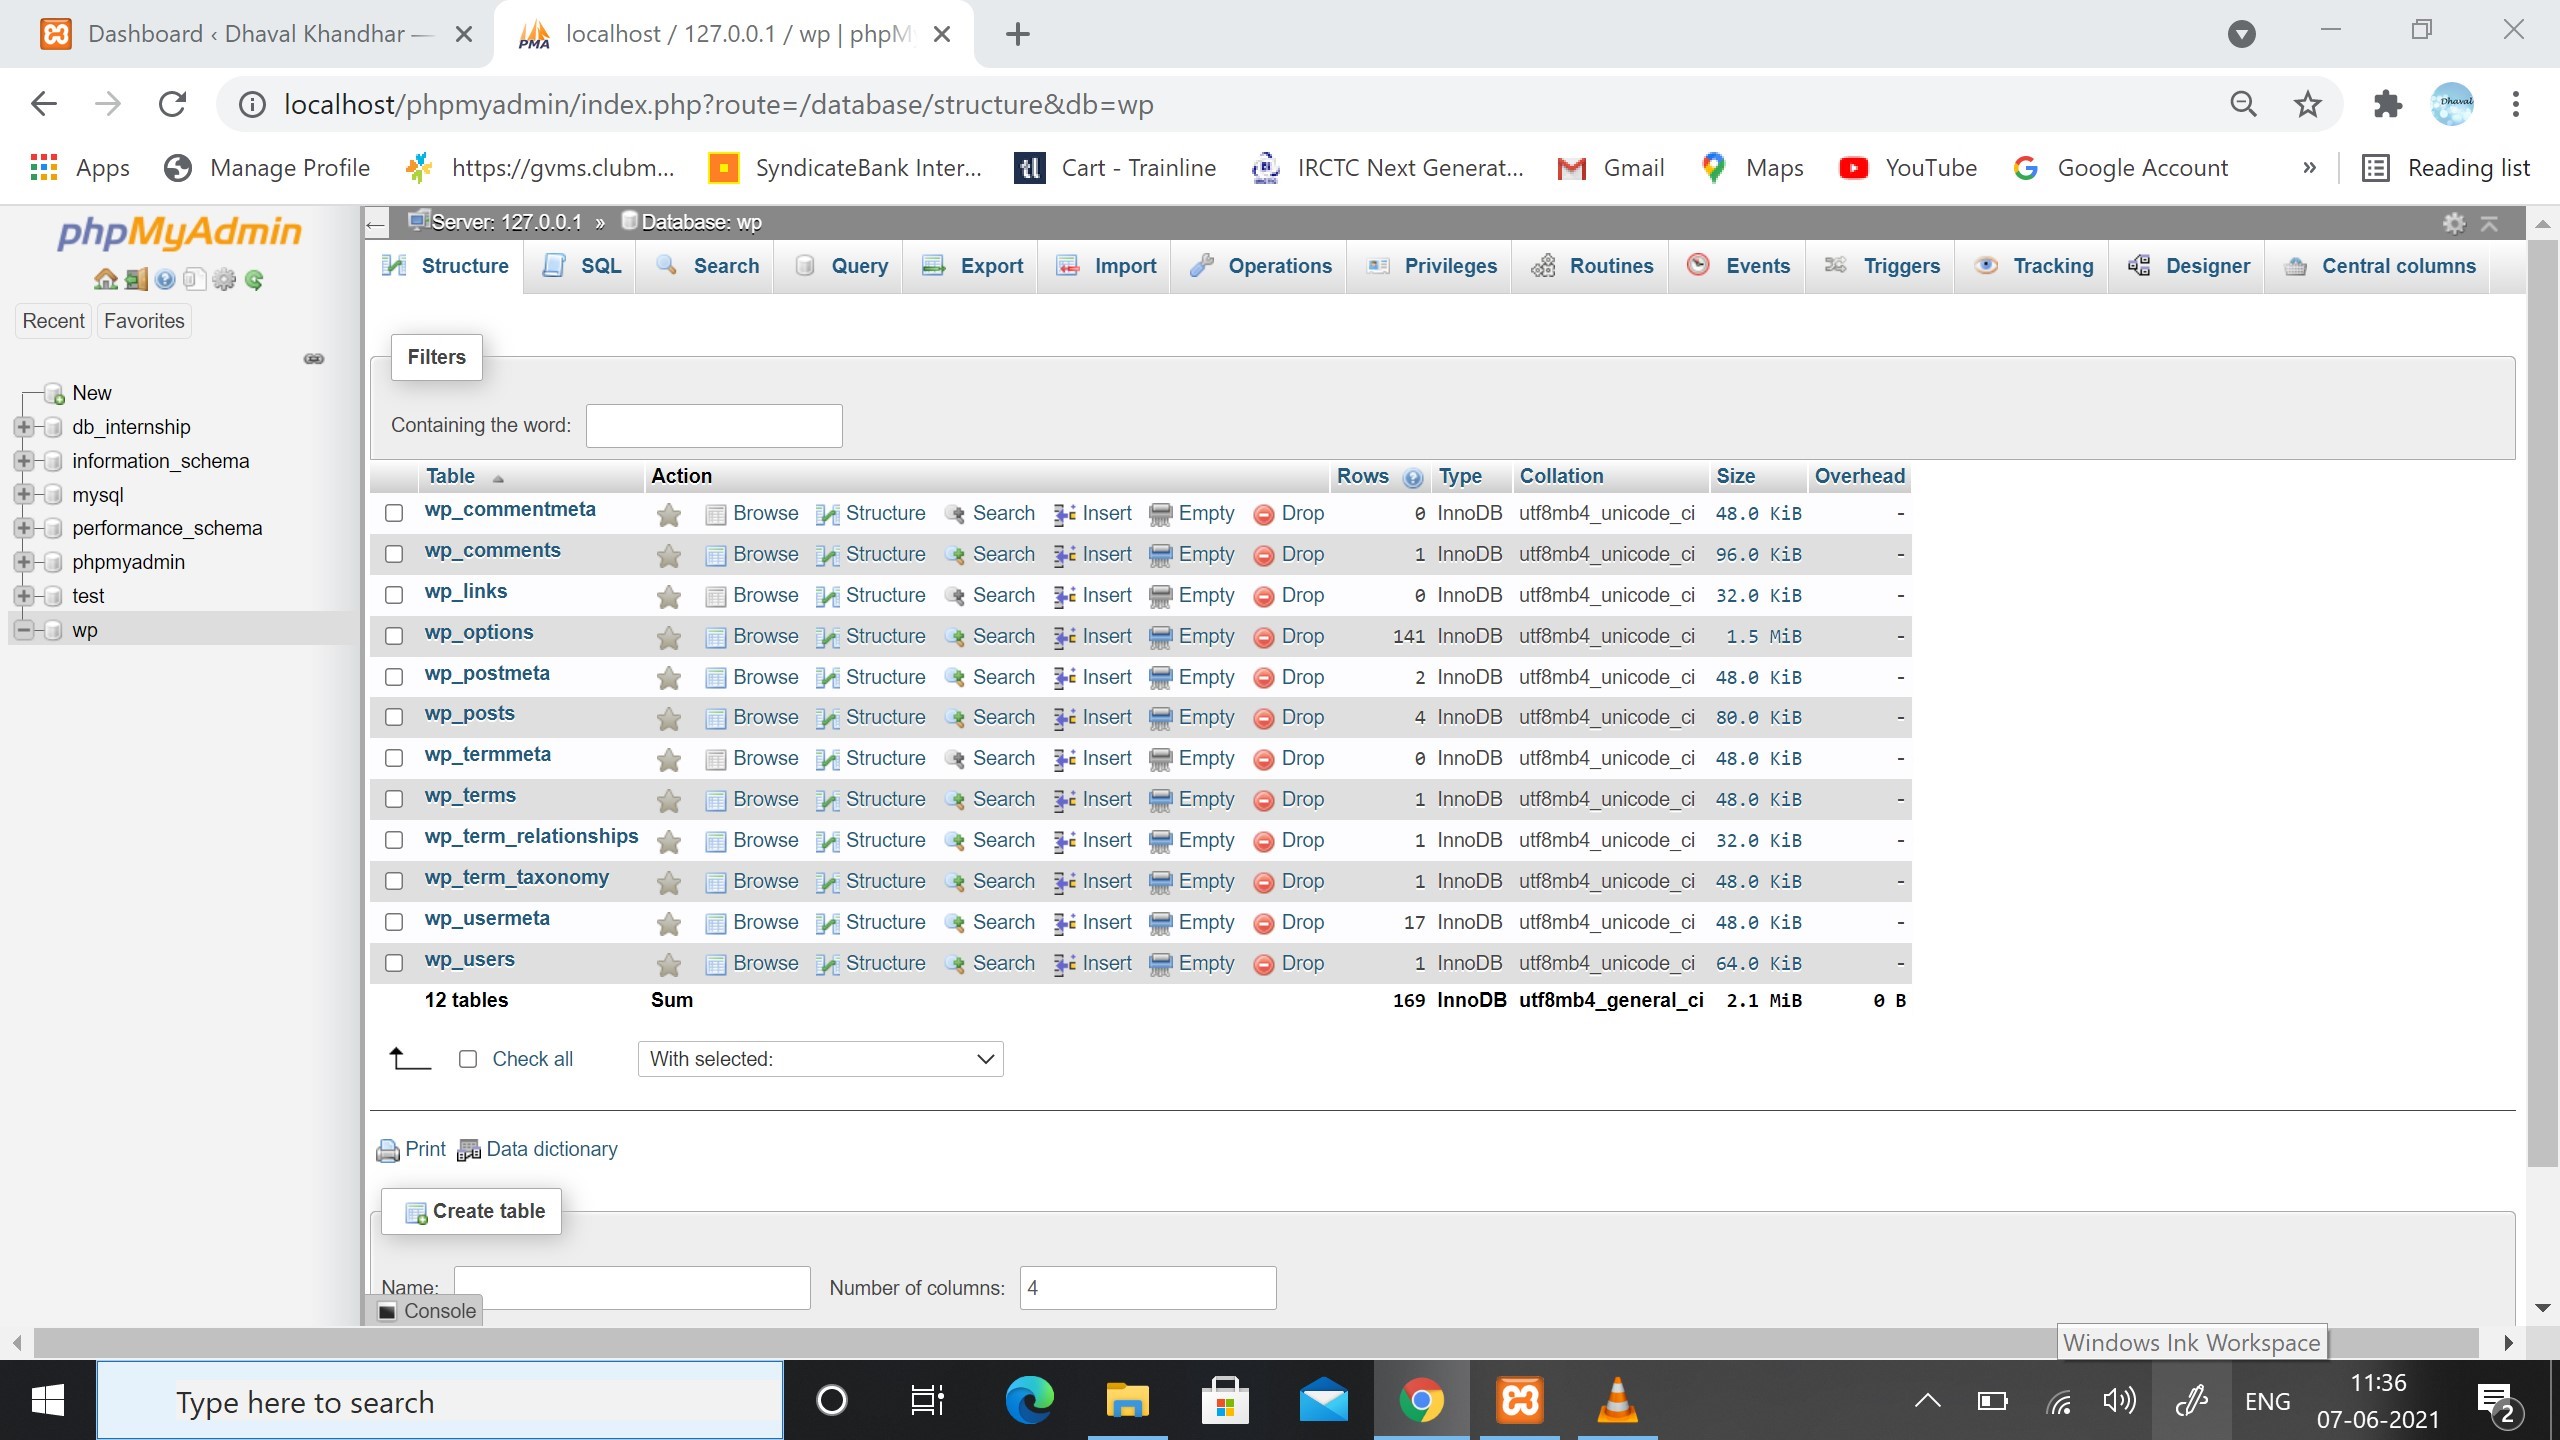 Dashboard ‹ Dhaval Khandhar —
PMA localhost / 127.0.0.1 / wp | phpM
localhost/phpmyadmin/index.php?route=/database/structure&db=wp
Dhaval
Apps Manage Profile https://gvms.clubm... SyndicateBank Inter... tl Cart - Trainline IRCTC Next Generat... Gmail Maps YouTube Google Account » Reading list
phpMyAdmin
Recent Favorites
New
db_internship
information_schema
mysql
performance_schema
phpmyadmin
test
wp
Server: 127.0.0.1 » Database: wp
Structure SQL Search Query Export Import Operations Privileges Routines Events Triggers Tracking Designer Central columns
Filters
Containing the word:
Table Action Rows Type Collation Size Overhead
wp_commentmeta Browse Structure Search Insert Empty Drop 0 InnoDB utf8mb4_unicode_ci 48.0 KiB -
wp_comments Browse Structure Search Insert Empty Drop 1 InnoDB utf8mb4_unicode_ci 96.0 KiB -
wp_links Browse Structure Search Insert Empty Drop 0 InnoDB utf8mb4_unicode_ci 32.0 KiB -
wp_options Browse Structure Search Insert Empty Drop 141 InnoDB utf8mb4_unicode_ci 1.5 MiB -
wp_postmeta Browse Structure Search Insert Empty Drop 2 InnoDB utf8mb4_unicode_ci 48.0 KiB -
wp_posts Browse Structure Search Insert Empty Drop 4 InnoDB utf8mb4_unicode_ci 80.0 KiB -
wp_termmeta Browse Structure Search Insert Empty Drop 0 InnoDB utf8mb4_unicode_ci 48.0 KiB -
wp_terms Browse Structure Search Insert Empty Drop 1 InnoDB utf8mb4_unicode_ci 48.0 KiB -
wp_term_relationships Browse Structure Search Insert Empty Drop 1 InnoDB utf8mb4_unicode_ci 32.0 KiB -
wp_term_taxonomy Browse Structure Search Insert Empty Drop 1 InnoDB utf8mb4_unicode_ci 48.0 KiB -
wp_usermeta Browse Structure Search Insert Empty Drop 17 InnoDB utf8mb4_unicode_ci 48.0 KiB -
wp_users Browse Structure Search Insert Empty Drop 1 InnoDB utf8mb4_unicode_ci 64.0 KiB -
12 tables Sum 169 InnoDB utf8mb4_general_ci 2.1 MiB 0 B
Check all With selected:
Print Data dictionary
Create table
Name: Number of columns: 4
Console
Windows Ink Workspace
Type here to search
ENG
11:36
07-06-2021
2